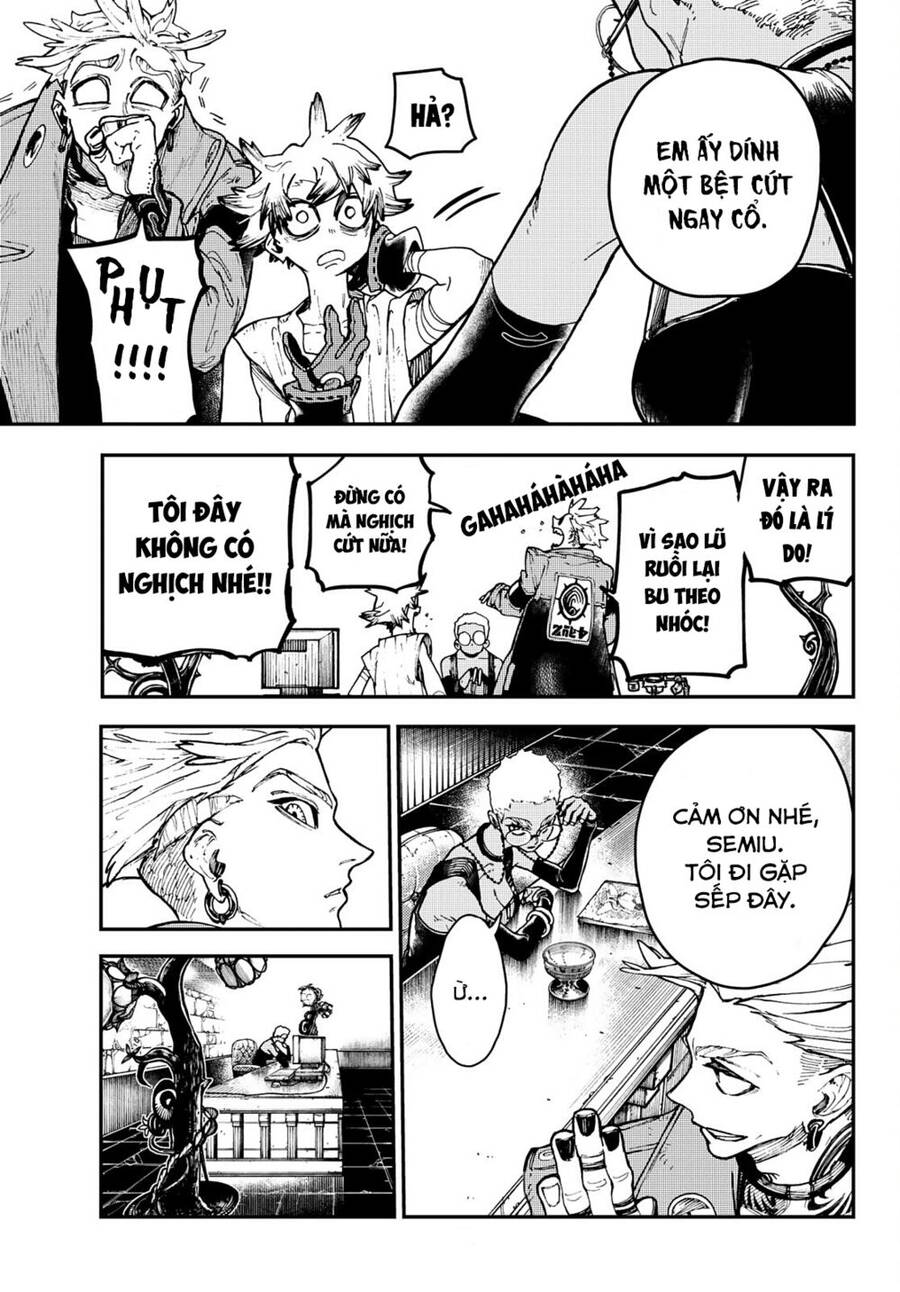 EM ẤY DÍNH
MỘT BỆT CỨT
NGAY CỔ.
HẢ?
PHỤT
!!!!
VẬY RA
ĐÓ LÀ LÍ
DO!
VÌ SAO LŨ
RUỒI LẠI
BU THEO
NHÓC!
GAHAHÁHÀHÁHA
ĐỪNG CÓ
MÀ NGHỊCH
CỨT NỮA!
TÔI ĐÂY
KHÔNG CÓ
NGHỊCH NHÉ!!
CẢM ƠN NHÉ,
SEMIU.
TÔI ĐI GẶP
SẾP ĐÂY.
Ừ...